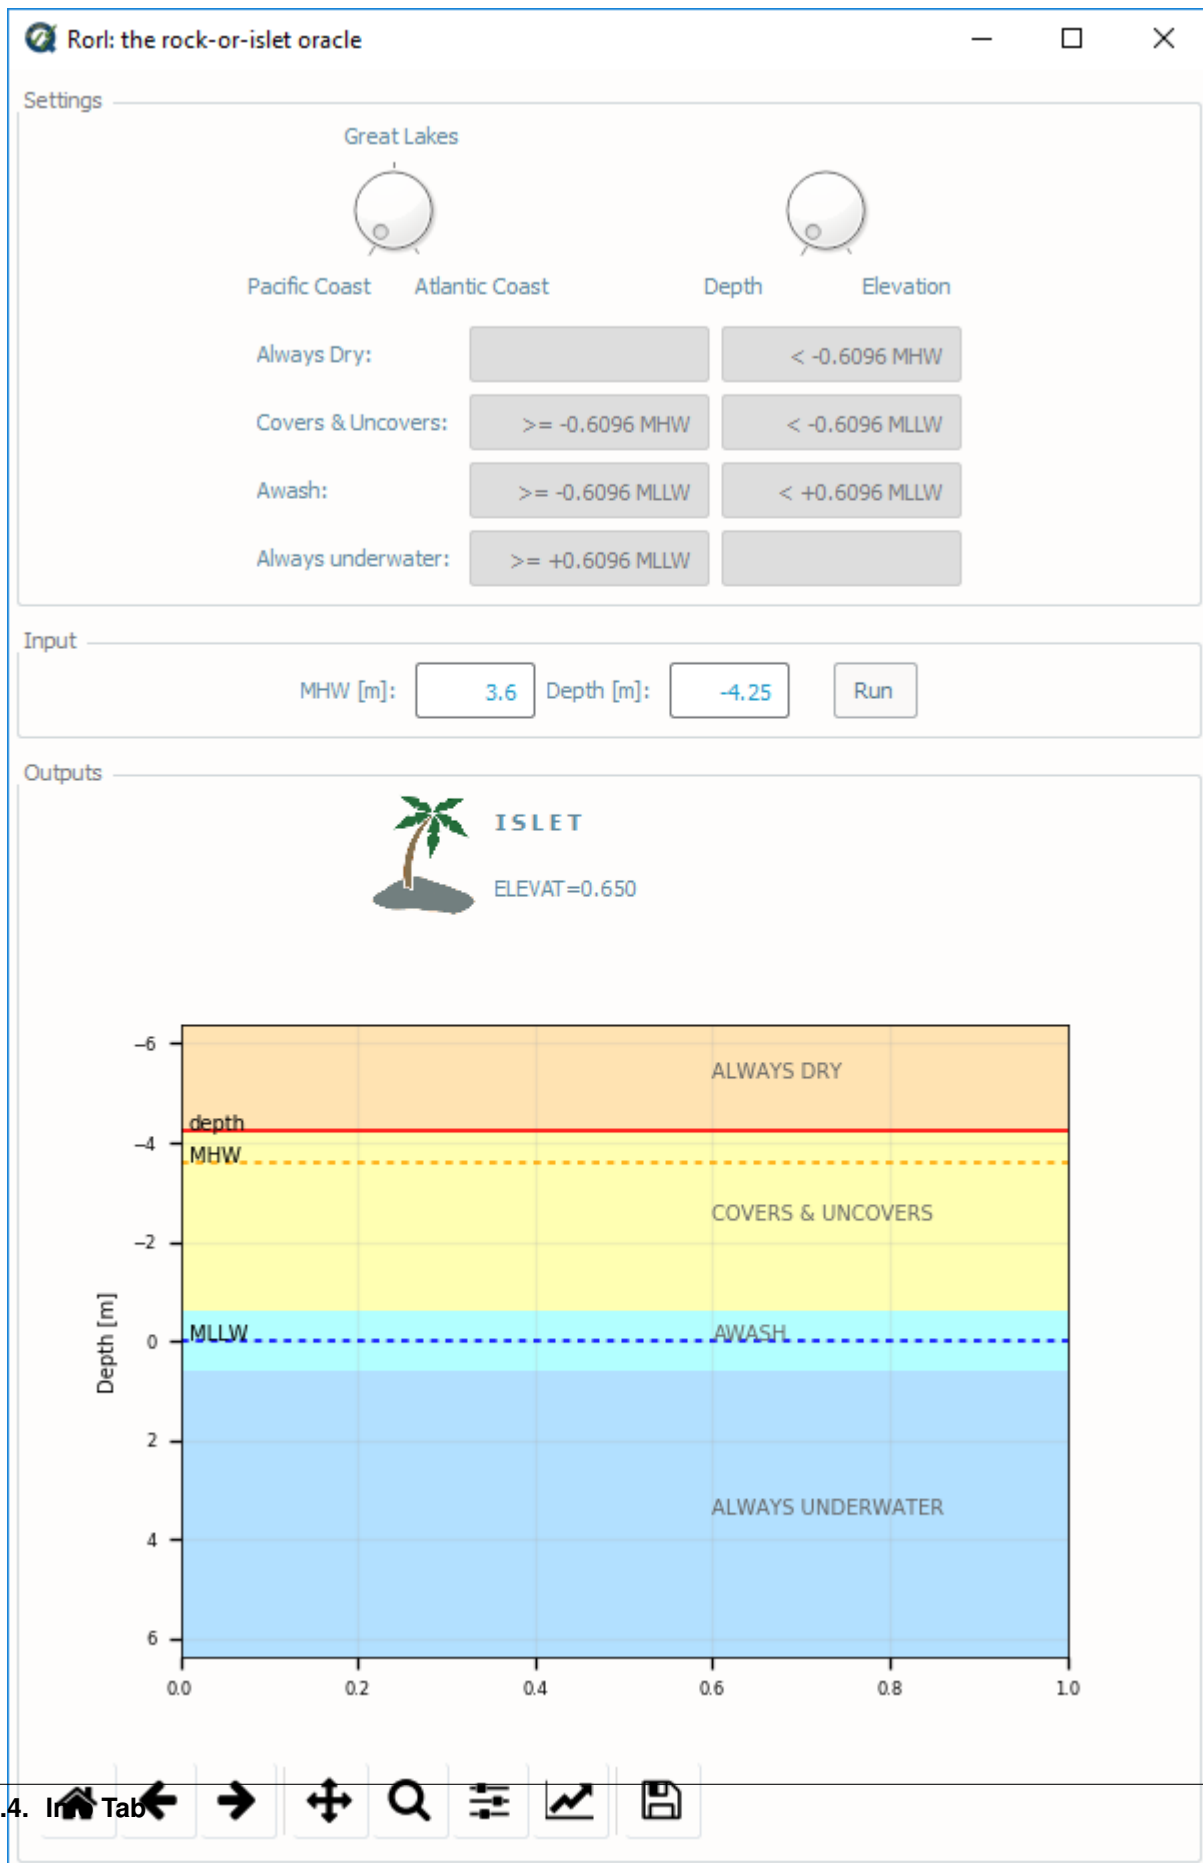 RorI: the rock-or-islet oracle
Settings
Great Lakes
Pacific Coast Atlantic Coast Depth Elevation
Always Dry: < -0.6096 MHW
Covers & Uncovers: >= -0.6096 MHW < -0.6096 MLLW
Awash: >= -0.6096 MLLW < +0.6096 MLLW
Always underwater: >= +0.6096 MLLW
Input
MHW [m]: 3.6 Depth [m]: -4.25 Run
Outputs
ISLET
ELEVAT=0.650
−6
ALWAYS DRY
depth
−4
MHW
COVERS & UNCOVERS
−2
Depth [m]
MLLW
AWASH
0
2
ALWAYS UNDERWATER
4
6
0.0 0.2 0.4 0.6 0.8 1.0
.4. Tab